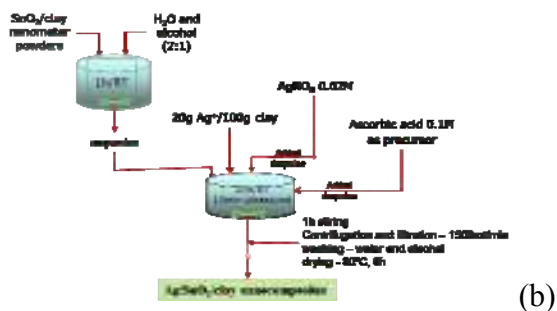 SnO₂/clay
nanometer
powders
H₂O and
alcohol
(2:1)
suspension
20g Ag⁺/100g clay
AgNO₃ 0.02M
Added
dropwise
Ascorbic acid 0.1M
as precursor
Added
dropwise
1h stirring
Centrifugation and filtration –
washing – water and alcohol
drying - 80°C, 6h
Ag/SnO₂/clay nanocomposites
(b)